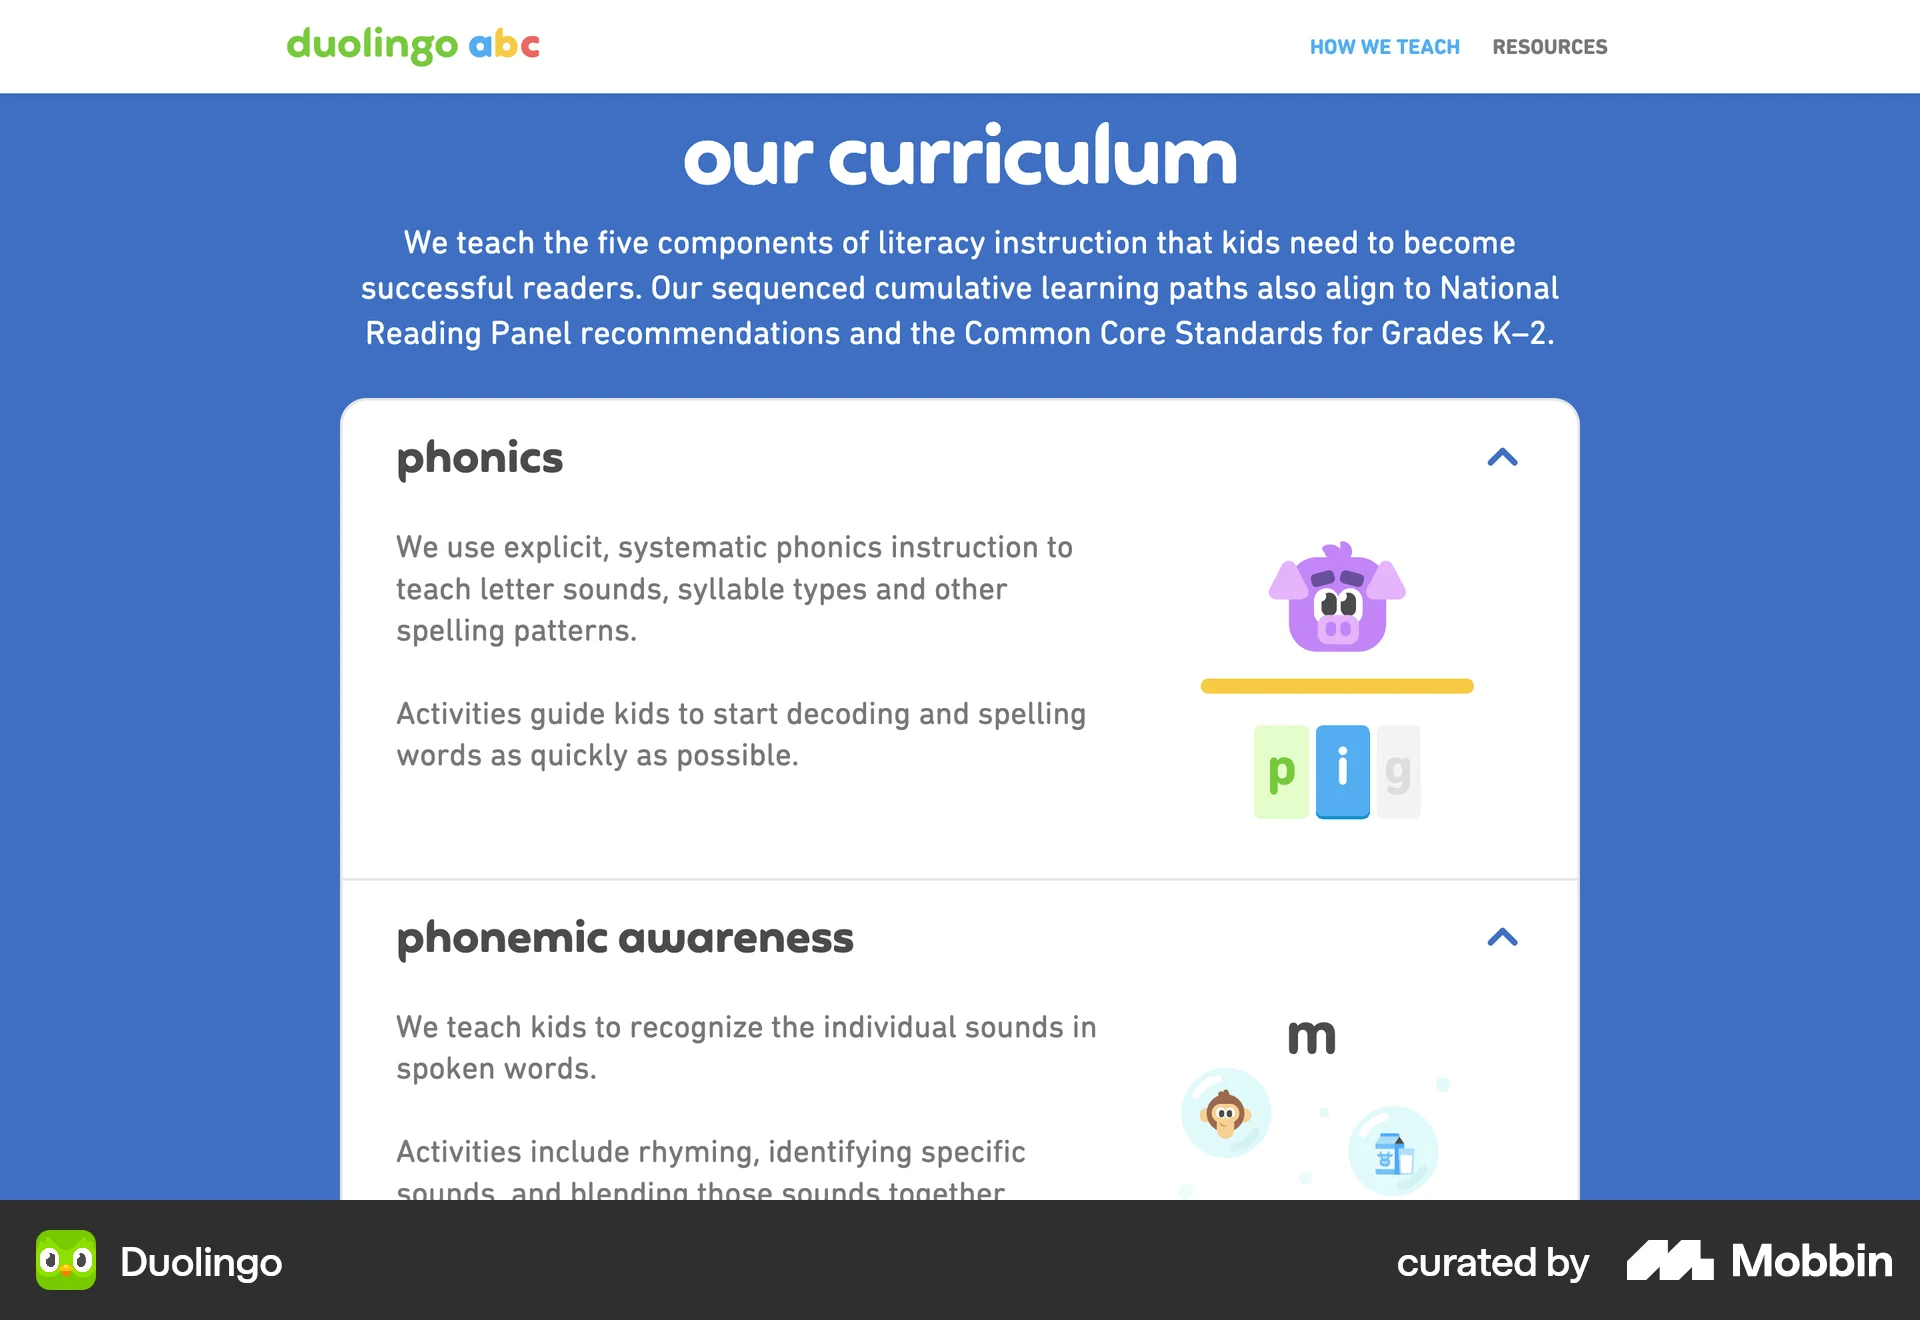 duolingo abc
HOW WE TEACH
RESOURCES
our curriculum
We teach the five components of literacy instruction that kids need to become
successful readers. Our sequenced cumulative learning paths also align to National
Reading Panel recommendations and the Common Core Standards for Grades K–2.
phonics
We use explicit, systematic phonics instruction to
teach letter sounds, syllable types and other
spelling patterns.
Activities guide kids to start decoding and spelling
words as quickly as possible.
p i g
phonemic awareness
We teach kids to recognize the individual sounds in
spoken words.
m
Activities include rhyming, identifying specific
sounds, and blending those sounds together
Duolingo
curated by Mobbin